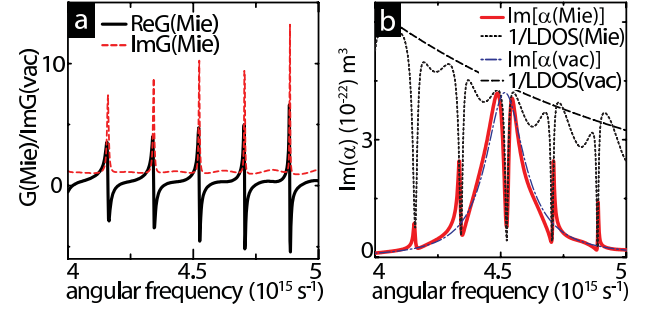 a
ReG(Mie)
ImG(Mie)
G(Mie)/ImG(vac)
10
0
4
4.5
5
angular frequency (10¹⁵ s⁻¹)
b
Im[α(Mie)]
1/LDOS(Mie)
Im[α(vac)]
1/LDOS(vac)
Im(α) (10⁻²²) m³
3
0
4
4.5
5
angular frequency (10¹⁵ s⁻¹)